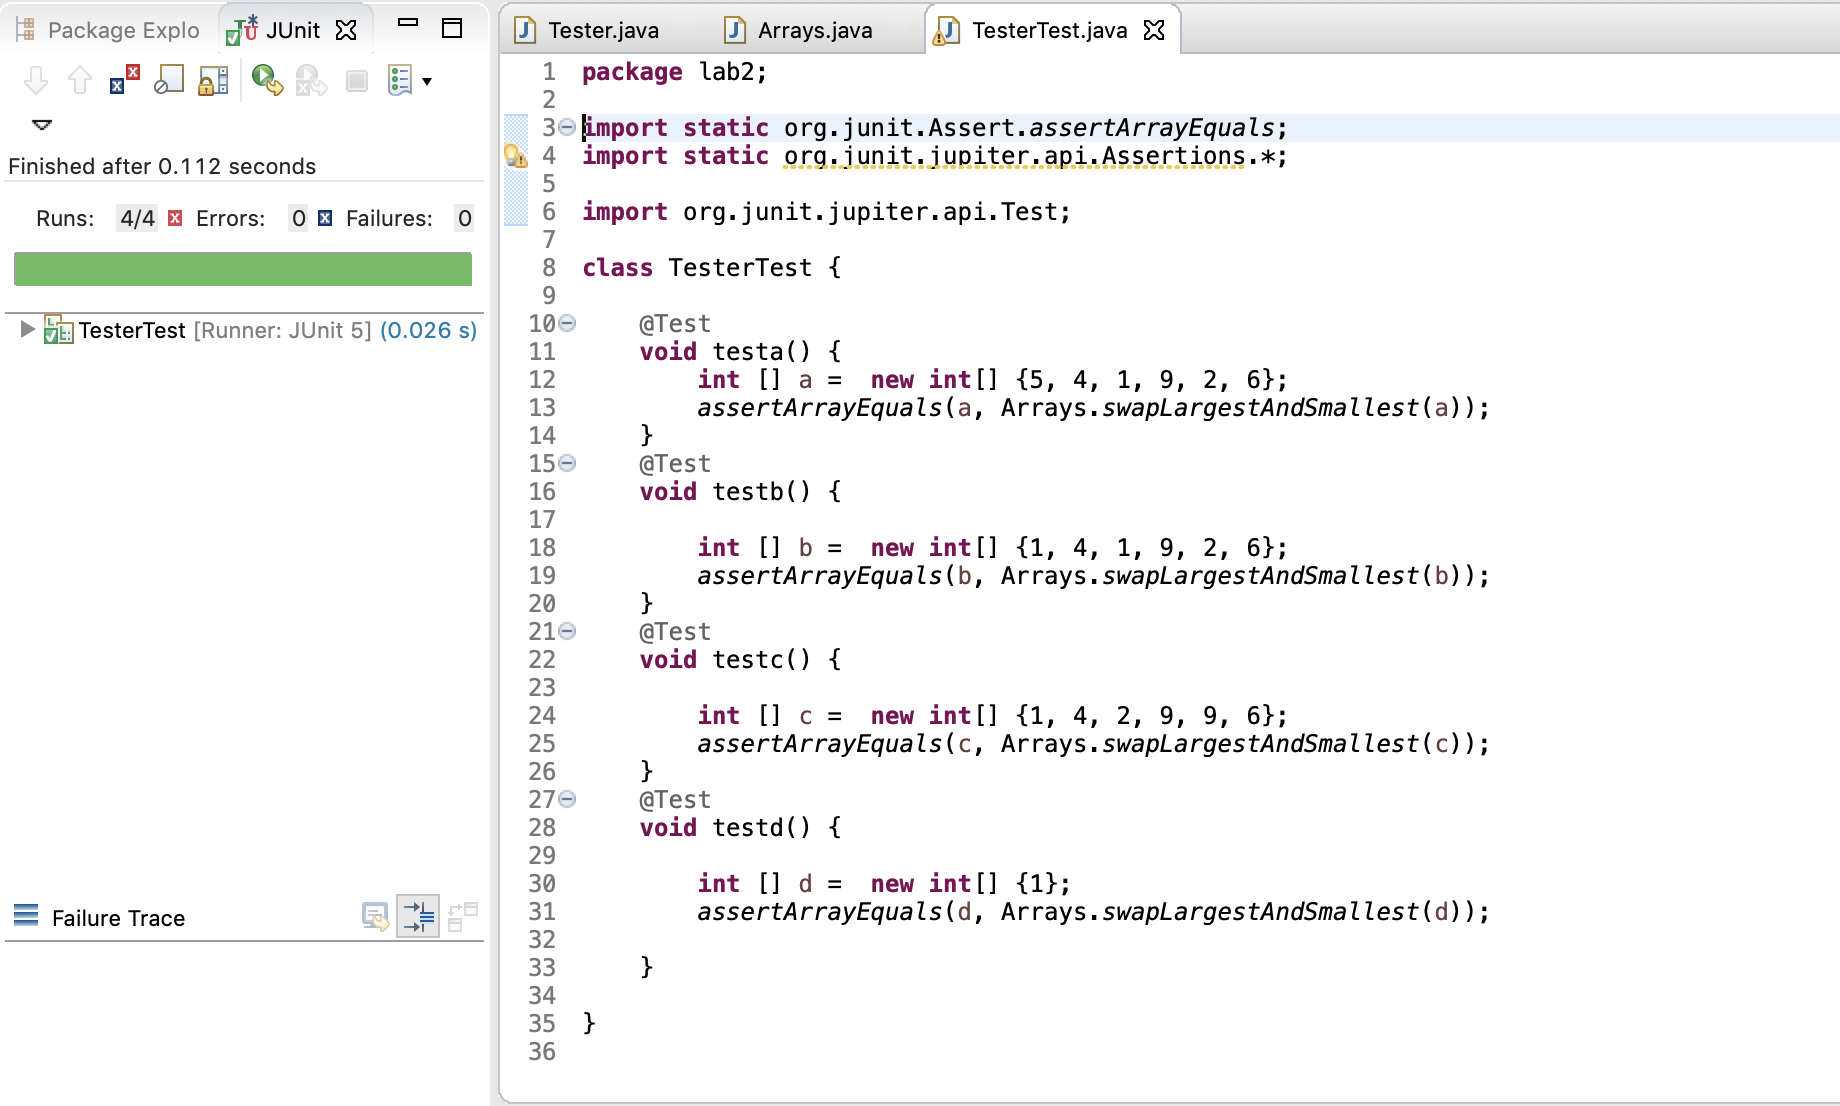 Package Explo
JUnit
Finished after 0.112 seconds
Runs: 4/4 Errors: 0 Failures: 0
TesterTest [Runner: JUnit 5] (0.026 s)
Failure Trace
Tester.java
Arrays.java
TesterTest.java
1 package lab2;
2
3 import static org.junit.Assert.assertArrayEquals;
4 import static org.junit.jupiter.api.Assertions.*;
5
6 import org.junit.jupiter.api.Test;
7
8 class TesterTest {
9
10 @Test
11 void testa() {
12 int [] a =  new int[] {5, 4, 1, 9, 2, 6};
13 assertArrayEquals(a, Arrays.swapLargestAndSmallest(a));
14 }
15 @Test
16 void testb() {
17
18 int [] b =  new int[] {1, 4, 1, 9, 2, 6};
19 assertArrayEquals(b, Arrays.swapLargestAndSmallest(b));
20 }
21 @Test
22 void testc() {
23
24 int [] c =  new int[] {1, 4, 2, 9, 9, 6};
25 assertArrayEquals(c, Arrays.swapLargestAndSmallest(c));
26 }
27 @Test
28 void testd() {
29
30 int [] d =  new int[] {1};
31 assertArrayEquals(d, Arrays.swapLargestAndSmallest(d));
32
33 }
34
35 }
36